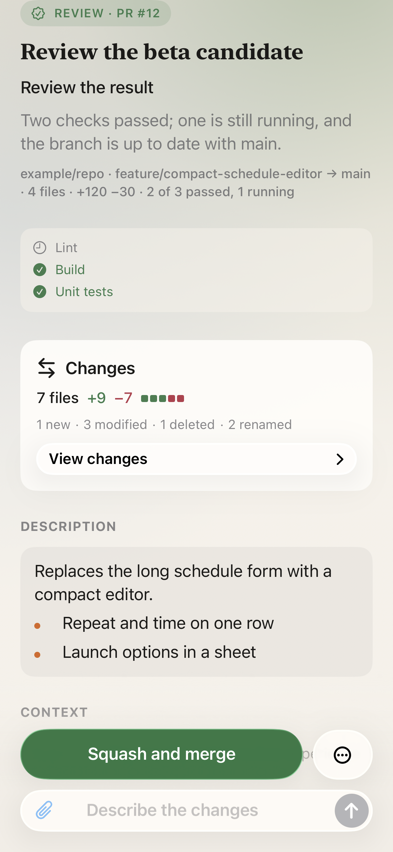 REVIEW · PR #12
Review the beta candidate
Review the result
Two checks passed; one is still running, and
the branch is up to date with main.
example/repo · feature/compact-schedule-editor → main
· 4 files · +120 −30 · 2 of 3 passed, 1 running
Lint
Build
Unit tests
Changes
7 files +9 −7
1 new · 3 modified · 1 deleted · 2 renamed
View changes
DESCRIPTION
Replaces the long schedule form with a
compact editor.
• Repeat and time on one row
• Launch options in a sheet
CONTEXT
Squash and merge
Describe the changes